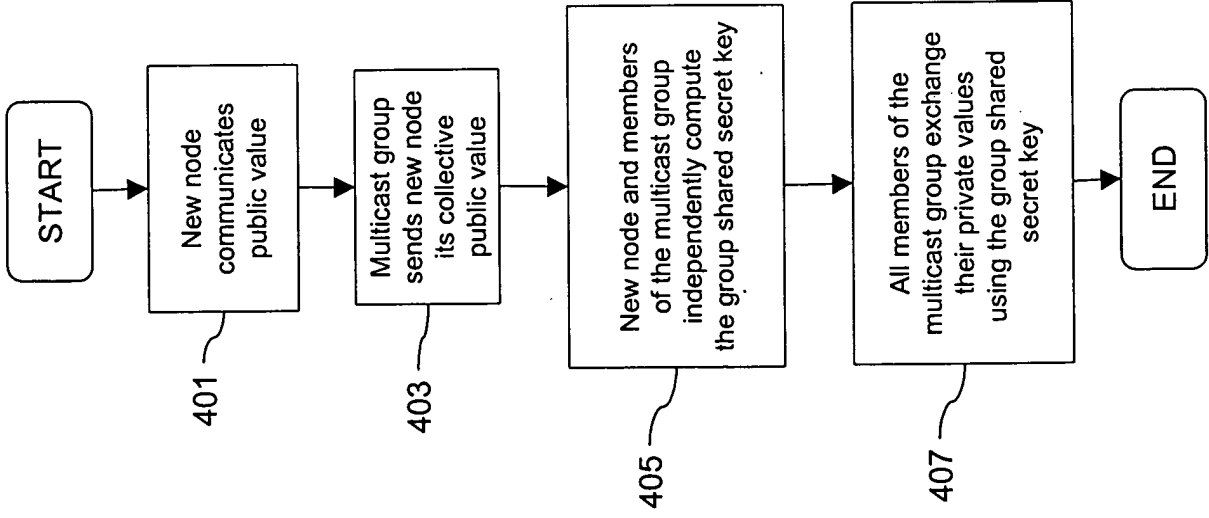 START
New node
communicates
public value
401
Multicast group
sends new node
its collective
public value
403
New node and members
of the multicast group
independently compute
the group shared secret key
405
All members of the
multicast group exchange
their private values
using the group shared
secret key
407
END